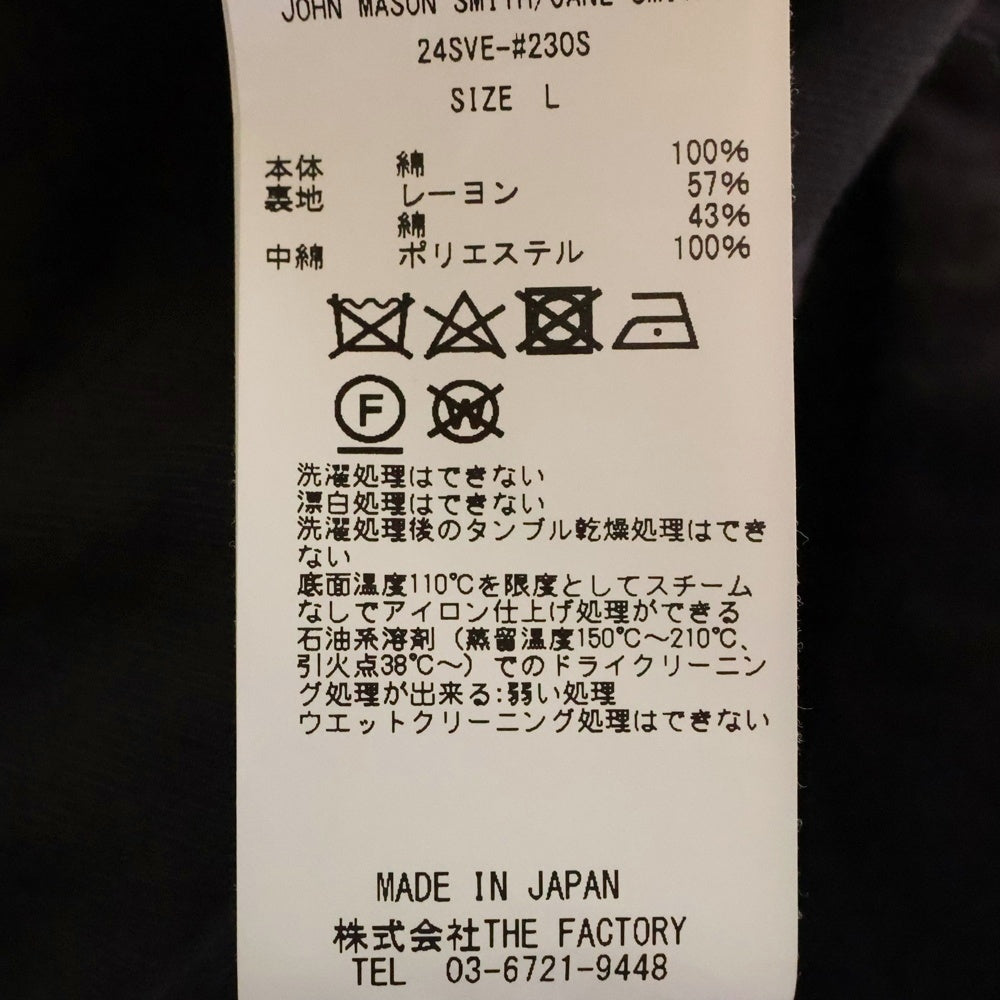 JOHN MASON SMITH/JANE
24SVE-#230S
SIZE L
本体 綿 100%
裏地 レーヨン 57%
綿 43%
中綿 ポリエステル 100%
F
W
洗濯処理はできない
漂白処理はできない
洗濯処理後のタンブル乾燥処理はでき
ない
底面温度110℃を限度としてスチーム
なしでアイロン仕上げ処理ができる
石油系溶剤（蒸留温度150℃〜210℃、
引火点38℃〜）でのドライクリーニン
グ処理が出来る:弱い処理
ウエットクリーニング処理はできない
MADE IN JAPAN
株式会社THE FACTORY
TEL 03-6721-9448